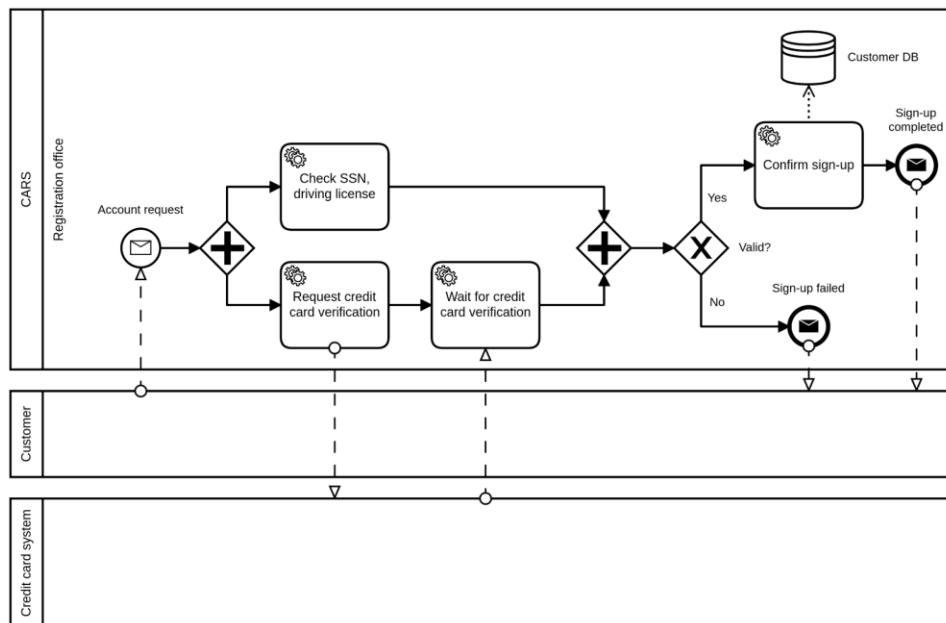 CARS
Registration office
Account request
Check SSN,
driving license
Request credit
card verification
Wait for credit
card verification
Valid?
Yes
No
Confirm sign-up
Customer DB
Sign-up
completed
Sign-up failed
Customer
Credit card system